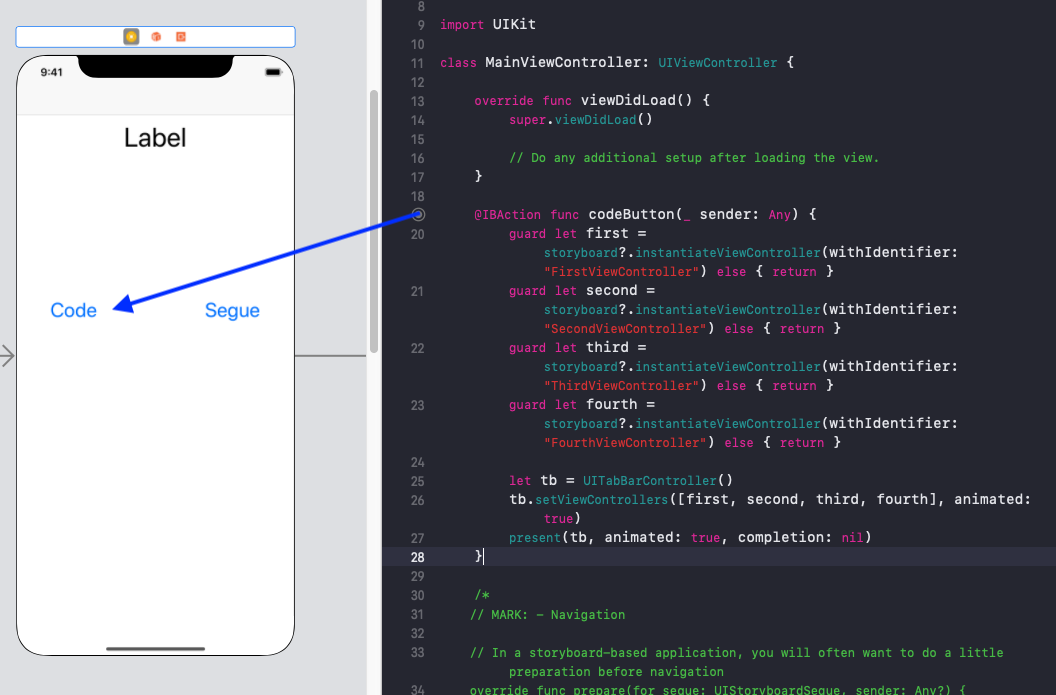 9:41
Label
Code
Segue
8
9 import UIKit
10
11 class MainViewController: UIViewController {
12
13 override func viewDidLoad() {
14 super.viewDidLoad()
15
16 // Do any additional setup after loading the view.
17 }
18
@IBAction func codeButton(_ sender: Any) {
20 guard let first =
storyboard?.instantiateViewController(withIdentifier:
"FirstViewController") else { return }
21 guard let second =
storyboard?.instantiateViewController(withIdentifier:
"SecondViewController") else { return }
22 guard let third =
storyboard?.instantiateViewController(withIdentifier:
"ThirdViewController") else { return }
23 guard let fourth =
storyboard?.instantiateViewController(withIdentifier:
"FourthViewController") else { return }
24
25 let tb = UITabBarController()
26 tb.setViewControllers([first, second, third, fourth], animated:
true)
27 present(tb, animated: true, completion: nil)
28 }
29
30 /*
31 // MARK: - Navigation
32
33 // In a storyboard-based application, you will often want to do a little
preparation before navigation
34 override func prepare(for segue: UIStoryboardSegue, sender: Any?) {